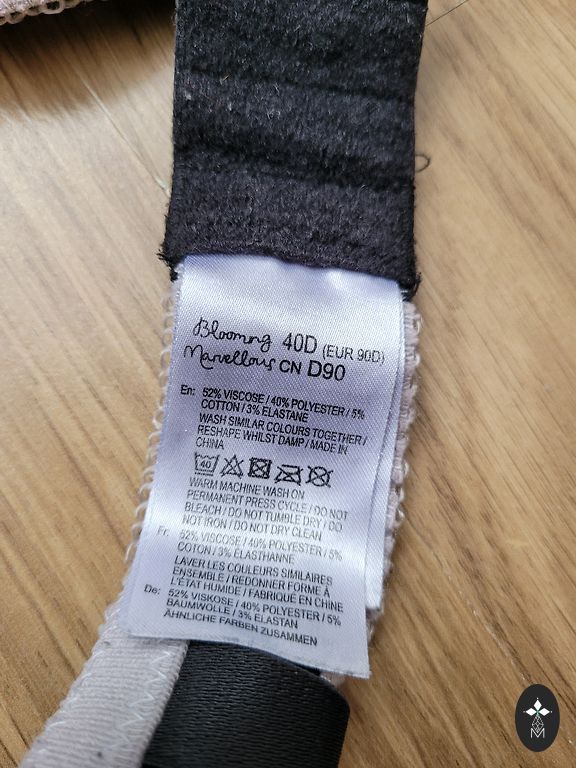 Blooming 40D (EUR 90D)
Marvellous CN D90
En: 52% VISCOSE / 40% POLYESTER / 5%
COTTON / 3% ELASTANE
WASH SIMILAR COLOURS TOGETHER /
RESHAPE WHILST DAMP / MADE IN
CHINA
40
WARM MACHINE WASH ON
PERMANENT PRESS CYCLE / DO NOT
BLEACH / DO NOT TUMBLE DRY / DO
NOT IRON / DO NOT DRY CLEAN
Fr: 52% VISCOSE / 40% POLYESTER / 5%
COTON / 3% ÉLASTHANNE
LAVER LES COULEURS SIMILAIRES
ENSEMBLE / REDONNER FORME À
L'ÉTAT HUMIDE / FABRIQUÉ EN CHINE
De: 52% VISKOSE / 40% POLYESTER / 5%
BAUMWOLLE / 3% ELASTAN
ÄHNLICHE FARBEN ZUSAMMEN
M